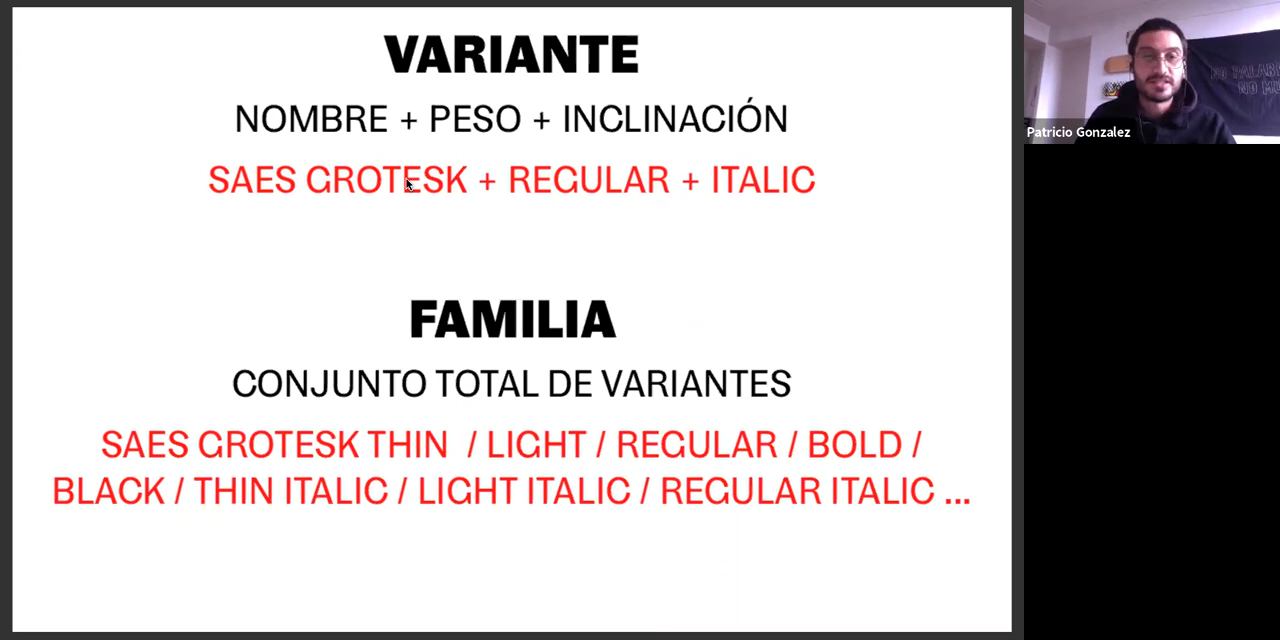 VARIANTE
NOMBRE + PESO + INCLINACIÓN
SAES GROTESK + REGULAR + ITALIC
FAMILIA
CONJUNTO TOTAL DE VARIANTES
SAES GROTESK THIN / LIGHT / REGULAR / BOLD /
BLACK / THIN ITALIC / LIGHT ITALIC / REGULAR ITALIC ...
Patricio Gonzalez